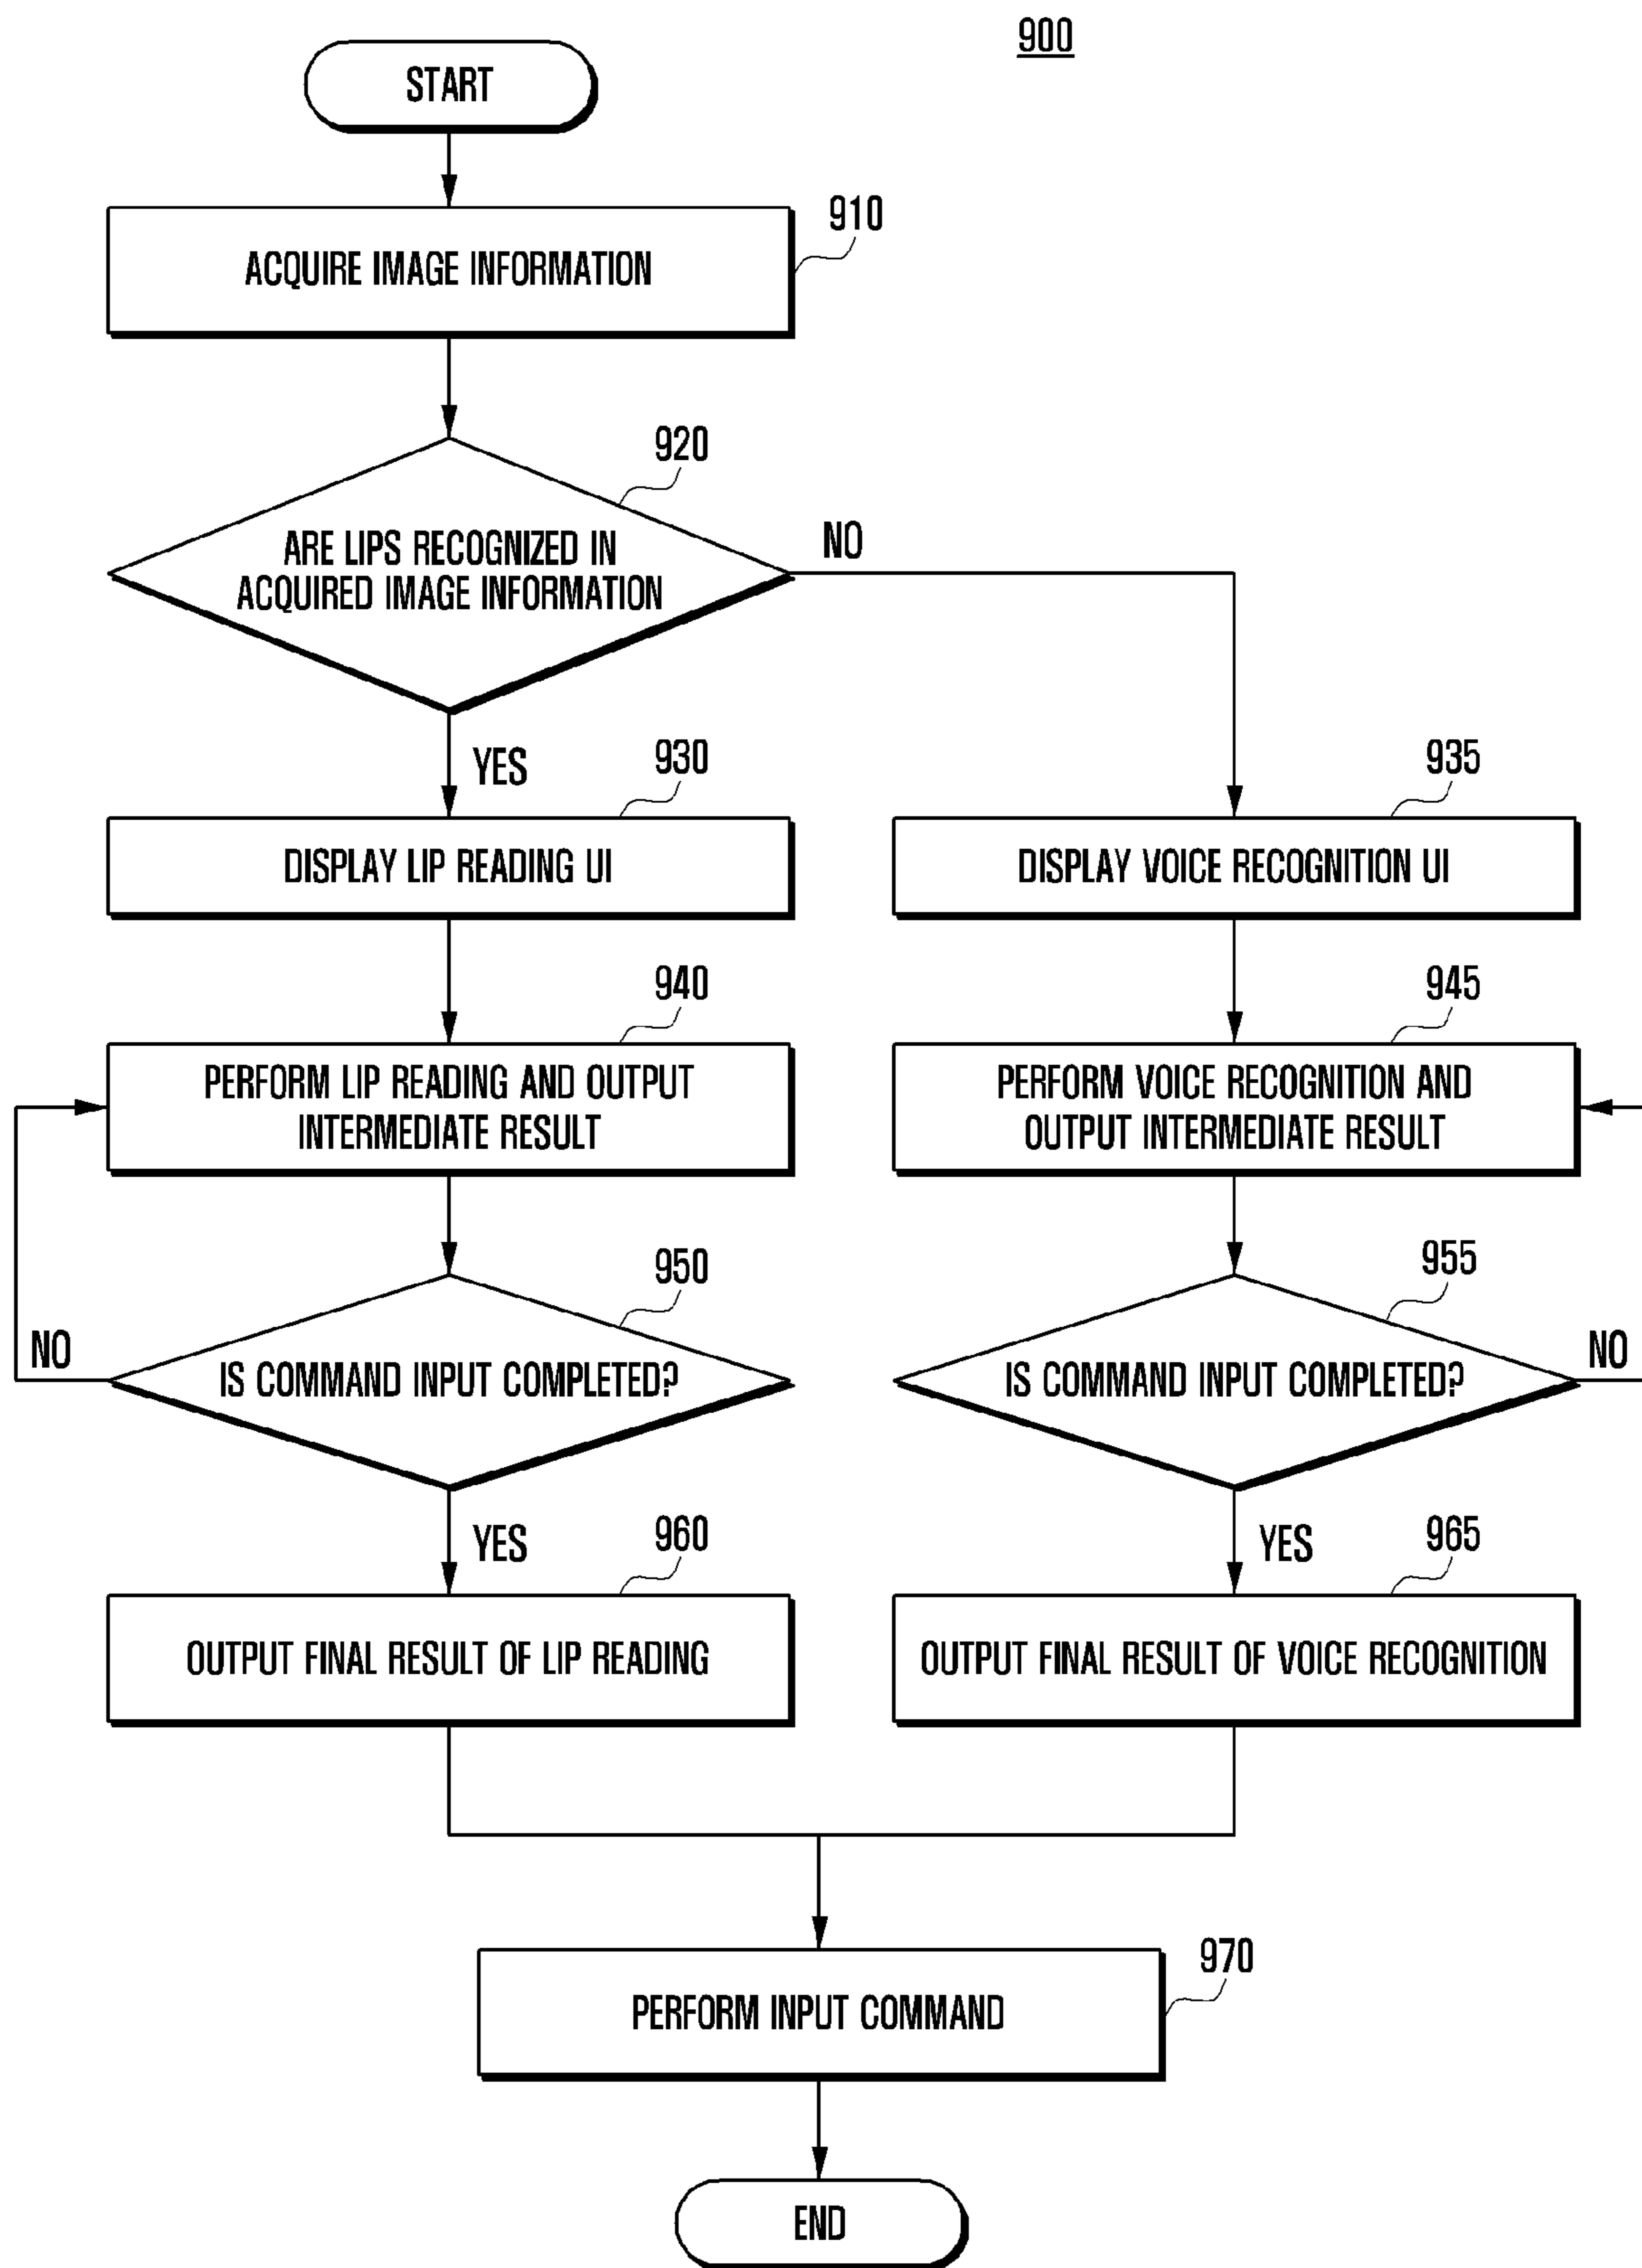 900
START
910
ACQUIRE IMAGE INFORMATION
920
ARE LIPS RECOGNIZED IN
ACQUIRED IMAGE INFORMATION
NO
YES
930
935
DISPLAY LIP READING UI
DISPLAY VOICE RECOGNITION UI
940
945
PERFORM LIP READING AND OUTPUT
INTERMEDIATE RESULT
PERFORM VOICE RECOGNITION AND
OUTPUT INTERMEDIATE RESULT
950
955
NO
IS COMMAND INPUT COMPLETED?
IS COMMAND INPUT COMPLETED?
NO
YES
960
YES
965
OUTPUT FINAL RESULT OF LIP READING
OUTPUT FINAL RESULT OF VOICE RECOGNITION
970
PERFORM INPUT COMMAND
END